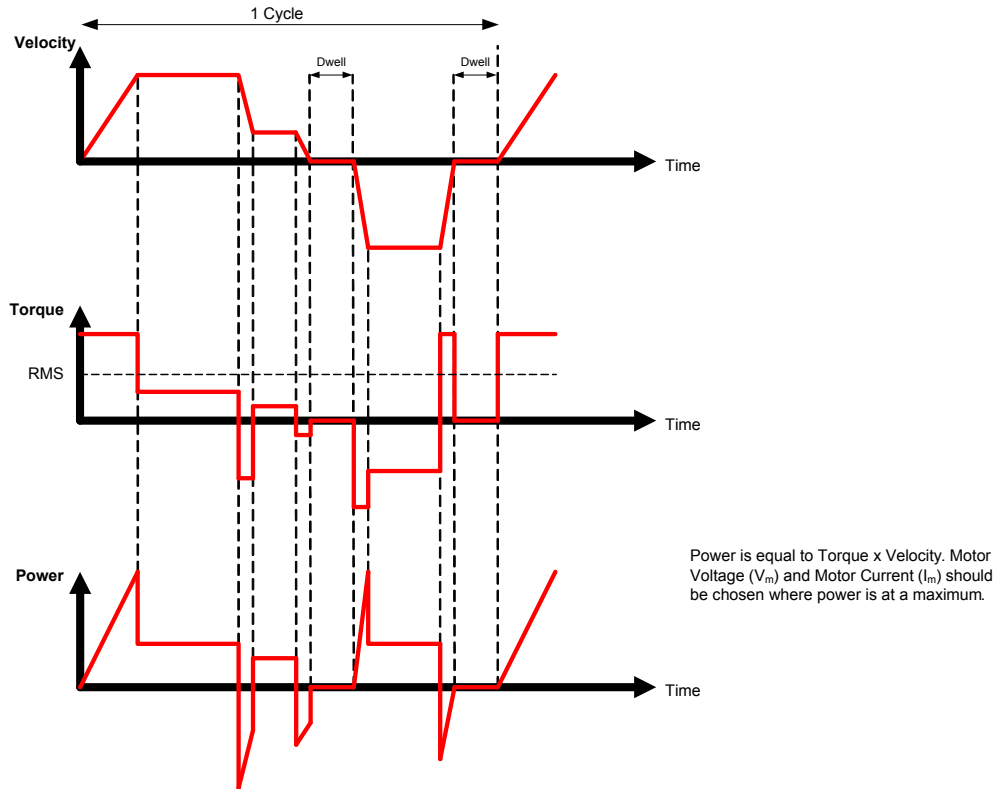 1 Cycle
Velocity
Dwell
Dwell
Time
Torque
RMS
Time
Power
Power is equal to Torque x Velocity. Motor
Voltage (Vm) and Motor Current (Im) should
be chosen where power is at a maximum.
Time